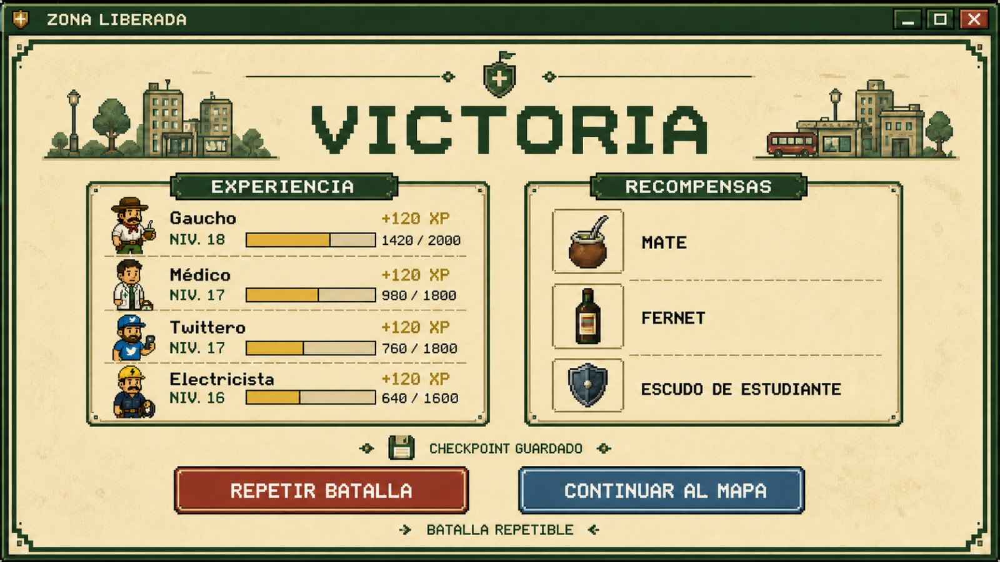 ZONA LIBERADA
VICTORIA
EXPERIENCIA
Gaucho +120 XP
NIV. 18 1420 / 2000
Médico +120 XP
NIV. 17 980 / 1800
Twittero +120 XP
NIV. 17 760 / 1800
Electricista +120 XP
NIV. 16 640 / 1600
RECOMPENSAS
MATE
FERNET
ESCUDO DE ESTUDIANTE
CHECKPOINT GUARDADO
REPETIR BATALLA
CONTINUAR AL MAPA
BATALLA REPETIBLE